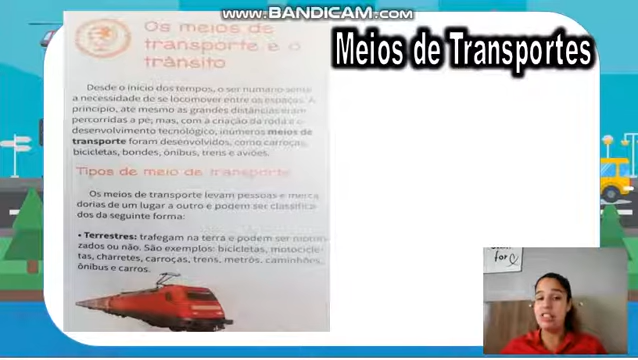 www.BANDICAM.com
Os meios de
transporte e o
trânsito
Meios de Transportes
Desde o início dos tempos, o ser humano sente
a necessidade de se locomover entre os espaços. A
princípio, até mesmo as grandes distâncias eram
percorridas a pé; mas, com a criação da roda e o
desenvolvimento tecnológico, inúmeros meios de
transporte foram desenvolvidos, como carroças,
bicicletas, bondes, ônibus, trens e aviões.
Tipos de meio de transporte
Os meios de transporte levam pessoas e merca
dorias de um lugar a outro e podem ser classifica
dos da seguinte forma:
• Terrestres: trafegam na terra e podem ser motori
zados ou não. São exemplos: bicicletas, motocicle
tas, charretes, carroças, trens, metrôs, caminhões,
ônibus e carros.
for